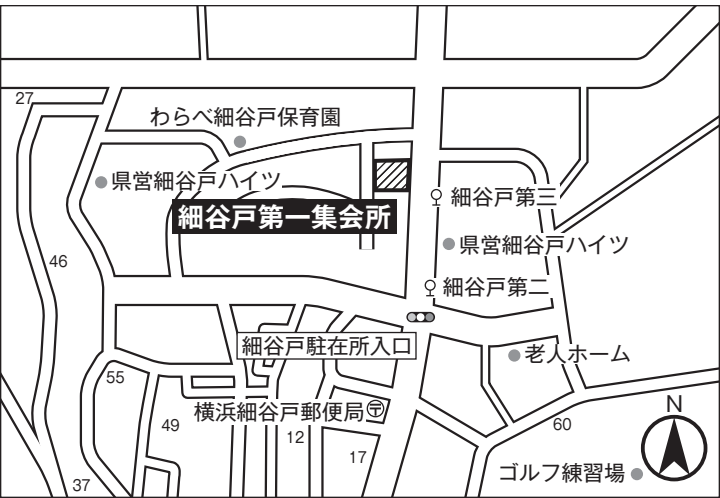 27
わらべ細谷戸保育園
県営細谷戸ハイツ
細谷戸第三
細谷戸第一集会所
県営細谷戸ハイツ
46
細谷戸第二
細谷戸駐在所入口
老人ホーム
55
横浜細谷戸郵便局〒
N
49
12
60
17
ゴルフ練習場
37